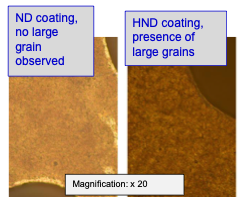 ND coating,
no large
grain
observed
HND coating,
presence of
large grains
Magnification: x 20